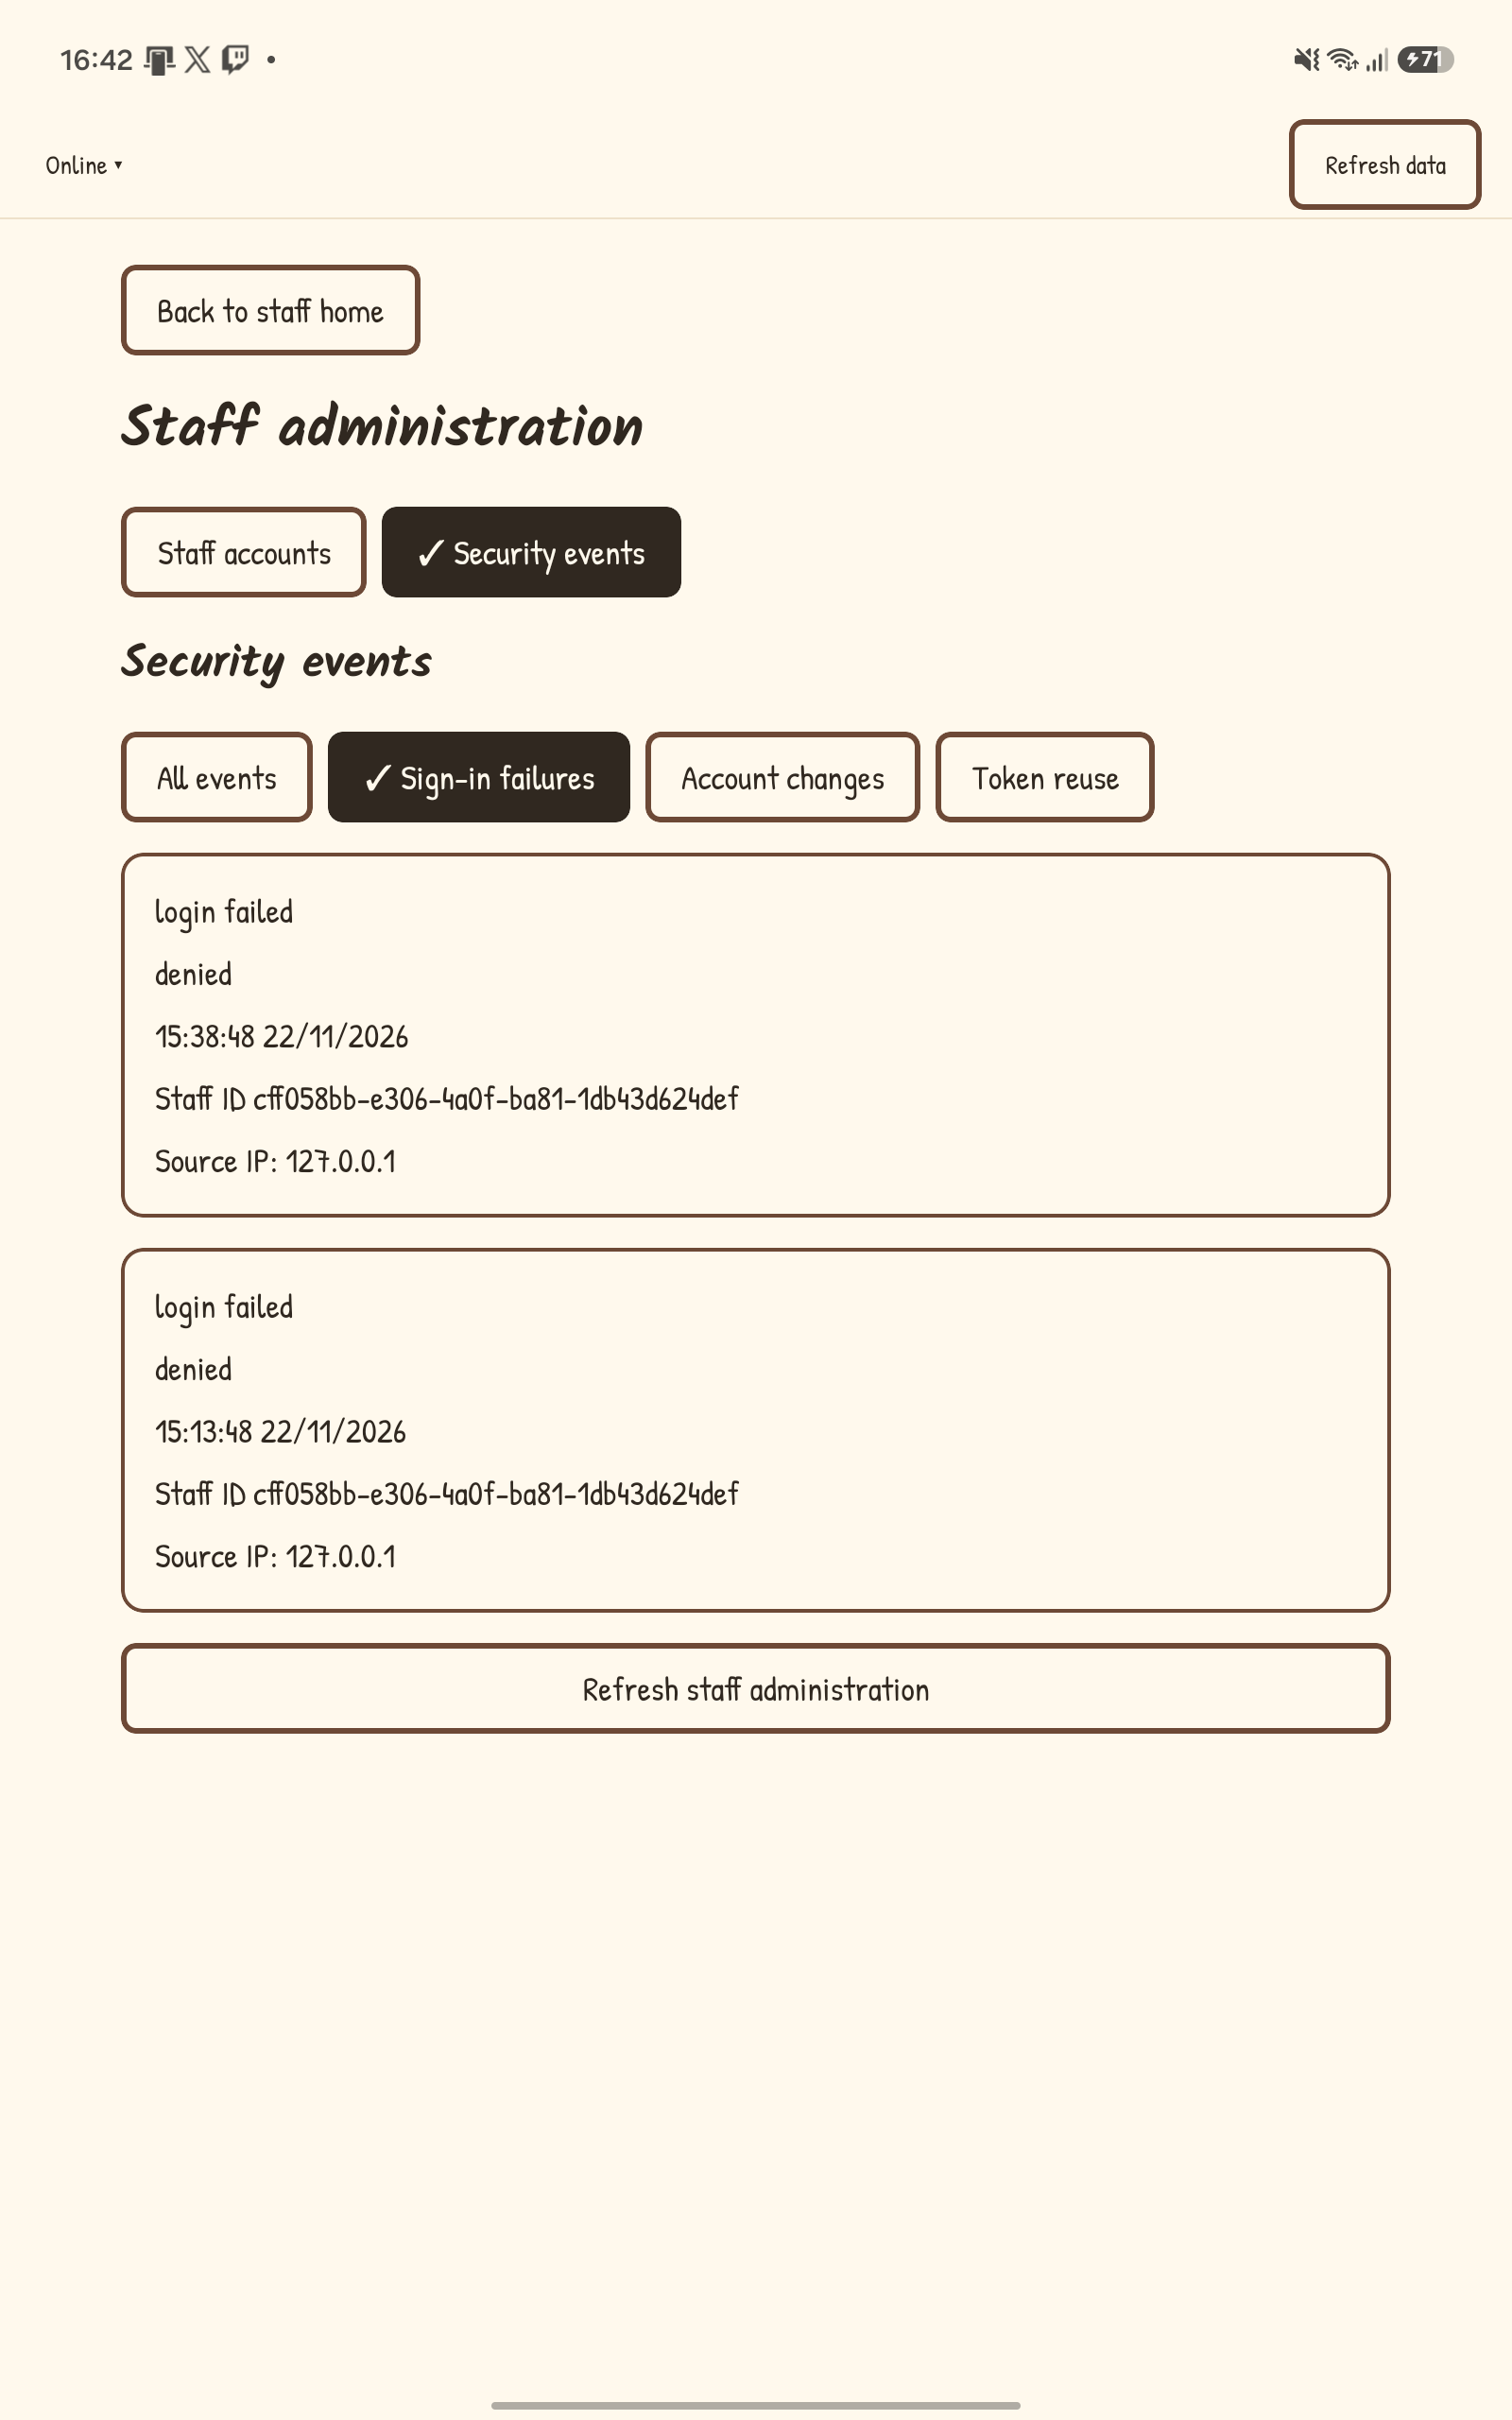 16:42
71
Online ▾
Refresh data
Back to staff home
Staff administration
Staff accounts
✓ Security events
Security events
All events
✓ Sign-in failures
Account changes
Token reuse
login failed
denied
15:38:48 22/11/2026
Staff ID cff058bb-e306-4a0f-ba81-1db43d624def
Source IP: 127.0.0.1
login failed
denied
15:13:48 22/11/2026
Staff ID cff058bb-e306-4a0f-ba81-1db43d624def
Source IP: 127.0.0.1
Refresh staff administration